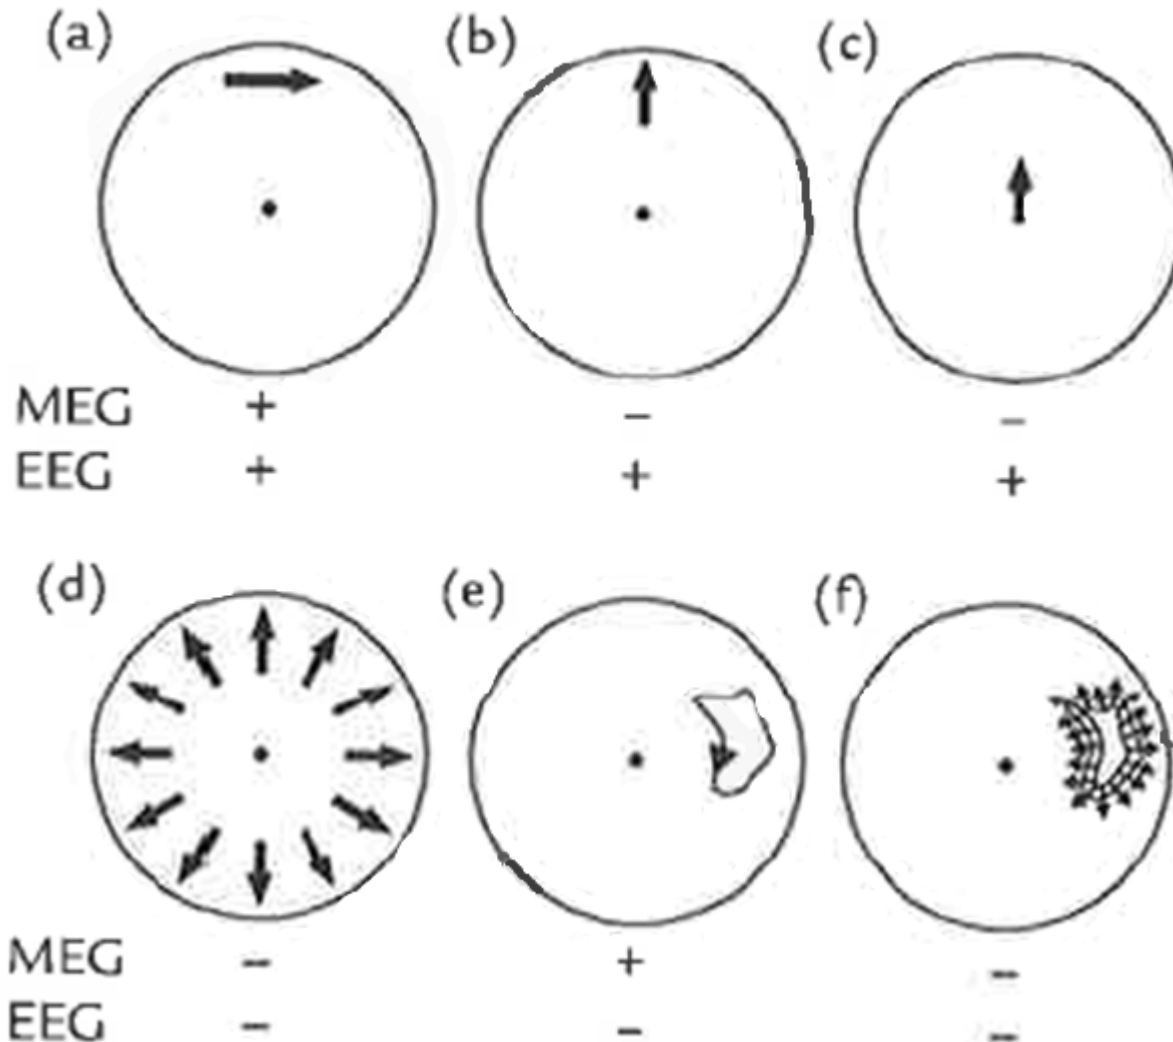 (a) (b) (c)
MEG + – –
EEG + + +
(d) (e) (f)
MEG – + –
EEG – – –